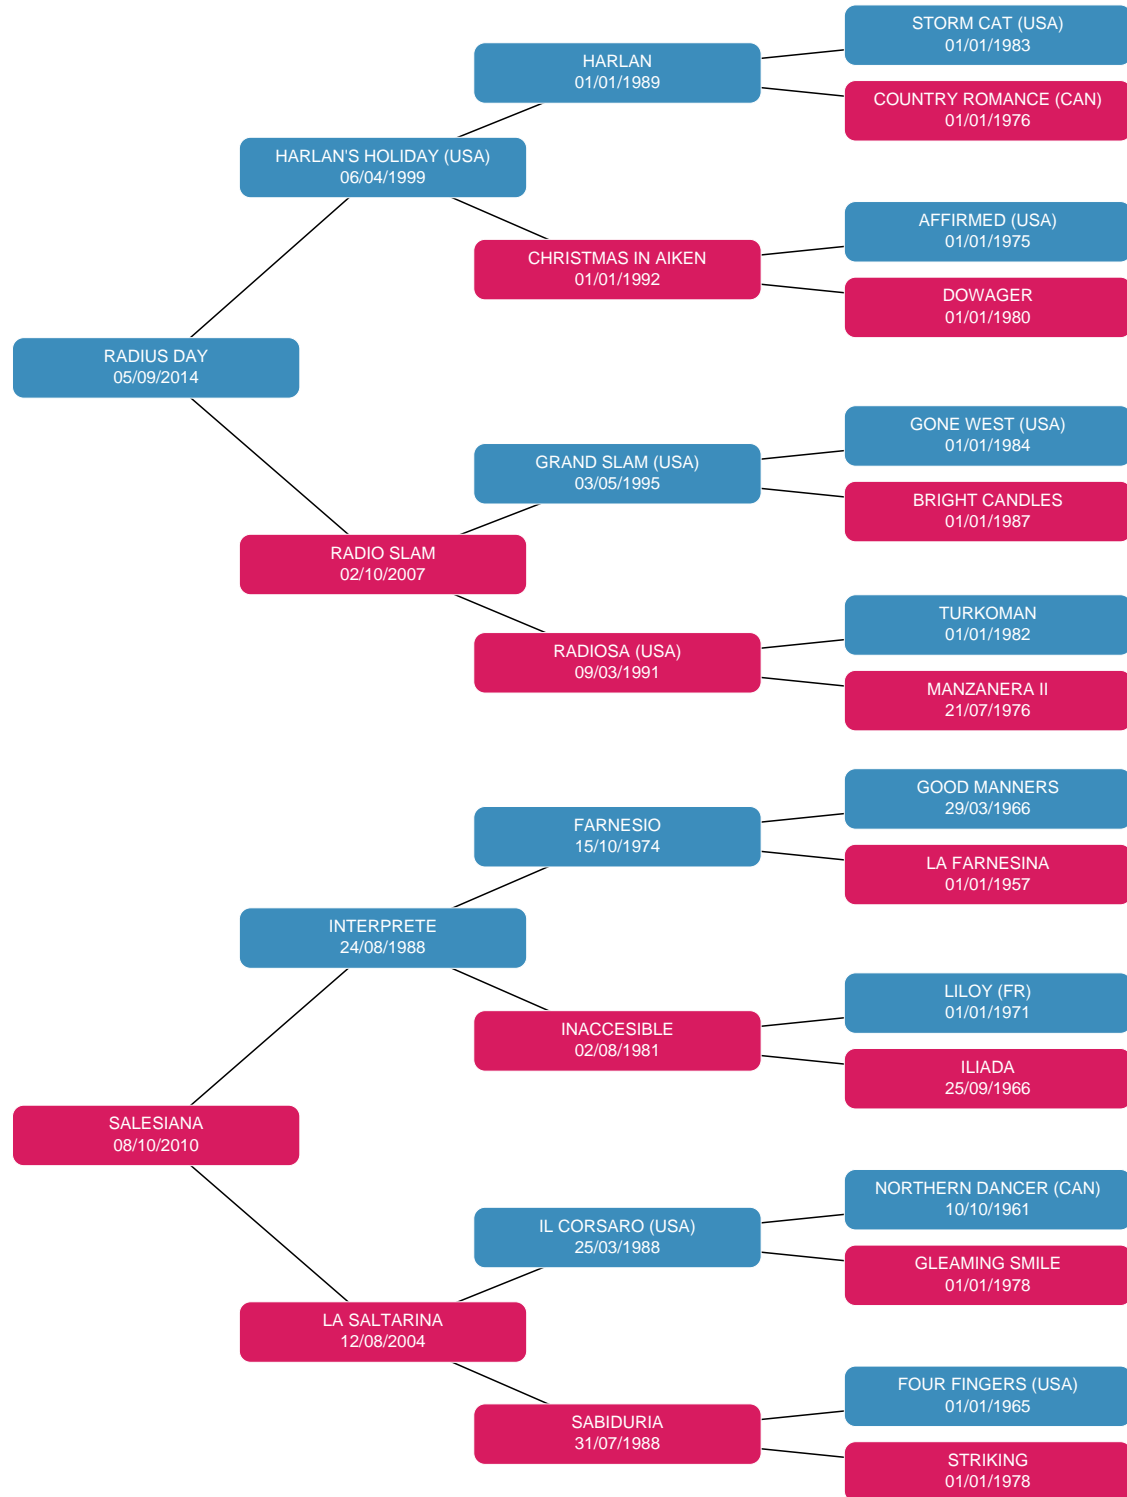 STORM CAT (USA)
01/01/1983
HARLAN
01/01/1989
COUNTRY ROMANCE (CAN)
01/01/1976
HARLAN'S HOLIDAY (USA)
06/04/1999
AFFIRMED (USA)
01/01/1975
CHRISTMAS IN AIKEN
01/01/1992
DOWAGER
01/01/1980
RADIUS DAY
05/09/2014
GONE WEST (USA)
01/01/1984
GRAND SLAM (USA)
03/05/1995
BRIGHT CANDLES
01/01/1987
RADIO SLAM
02/10/2007
TURKOMAN
01/01/1982
RADIOSA (USA)
09/03/1991
MANZANERA II
21/07/1976
GOOD MANNERS
29/03/1966
FARNESIO
15/10/1974
LA FARNESINA
01/01/1957
INTERPRETE
24/08/1988
LILOY (FR)
01/01/1971
INACCESIBLE
02/08/1981
ILIADA
25/09/1966
SALESIANA
08/10/2010
NORTHERN DANCER (CAN)
10/10/1961
IL CORSARO (USA)
25/03/1988
GLEAMING SMILE
01/01/1978
LA SALTARINA
12/08/2004
FOUR FINGERS (USA)
01/01/1965
SABIDURIA
31/07/1988
STRIKING
01/01/1978